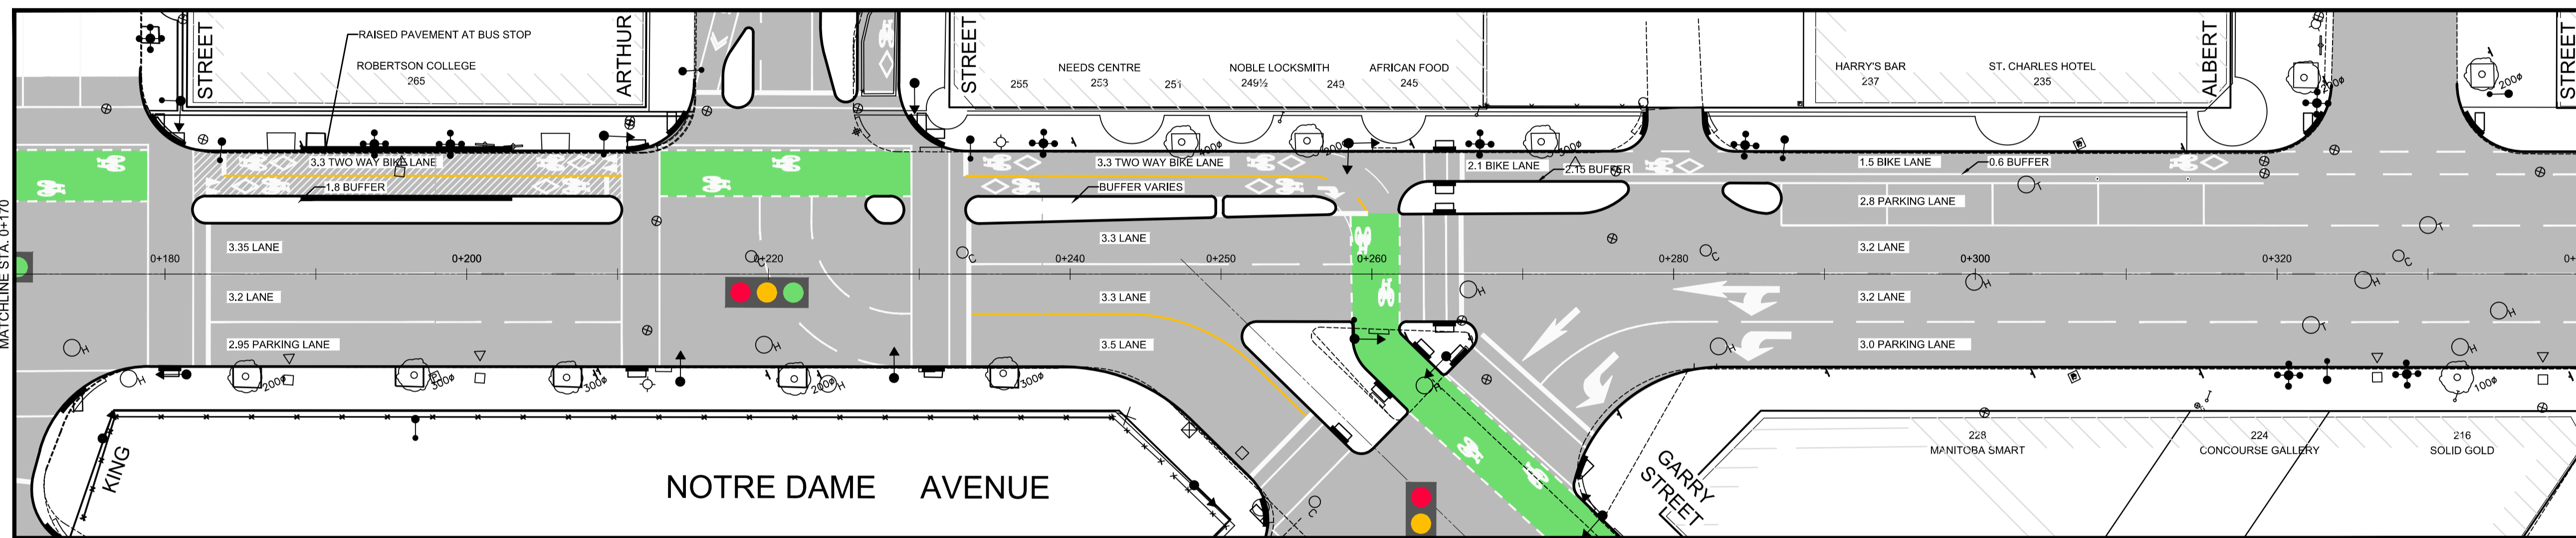 MATCHLINE STA. 0+170
STREET
RAISED PAVEMENT AT BUS STOP
ROBERTSON COLLEGE
265
ARTHUR
STREET
255
NEEDS CENTRE
253
251
NOBLE LOCKSMITH
249½
249
AFRICAN FOOD
245
HARRY'S BAR
237
ST. CHARLES HOTEL
235
ALBERT
STREET
200ø
200ø
3.3 TWO WAY BIKE LANE
1.8 BUFFER
3.3 TWO WAY BIKE LANE
BUFFER VARIES
200ø
300ø
2.1 BIKE LANE
2.15 BUFFER
1.5 BIKE LANE
0.6 BUFFER
2.8 PARKING LANE
T
T
3.35 LANE
3.3 LANE
3.2 LANE
C
C
C
C
0+180
0+200
0+220
0+240
0+250
0+260
0+280
0+300
0+320
0+
H
H
H
H
3.2 LANE
3.3 LANE
3.2 LANE
T
2.95 PARKING LANE
3.5 LANE
3.0 PARKING LANE
H
H
H
H
H
H
200ø
300ø
300ø
200ø
300ø
100ø
KING
NOTRE DAME AVENUE
C
GARRY
STREET
228
MANITOBA SMART
224
CONCOURSE GALLERY
216
SOLID GOLD